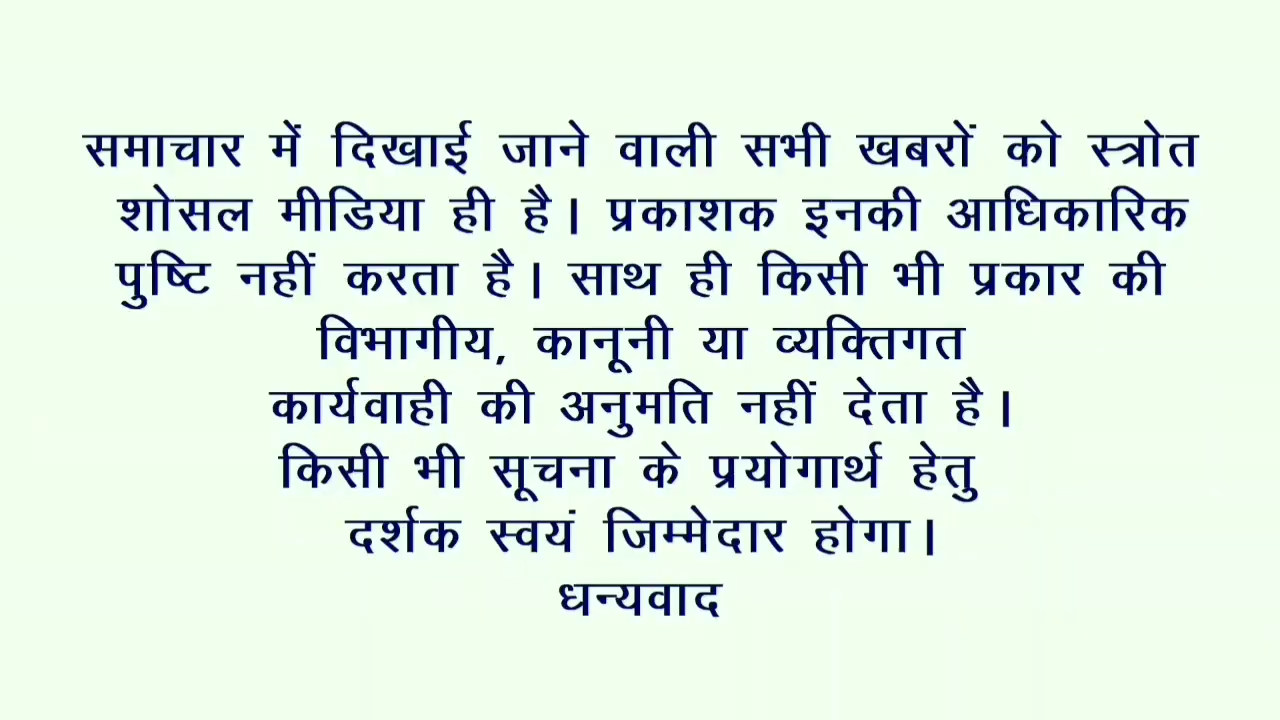 समाचार में दिखाई जाने वाली सभी खबरों को स्त्रोत
शोसल मीडिया ही है। प्रकाशक इनकी आधिकारिक
पुष्टि नहीं करता है। साथ ही किसी भी प्रकार की
विभागीय, कानूनी या व्यक्तिगत
कार्यवाही की अनुमति नहीं देता है।
किसी भी सूचना के प्रयोगार्थ हेतु
दर्शक स्वयं जिम्मेदार होगा।
धन्यवाद